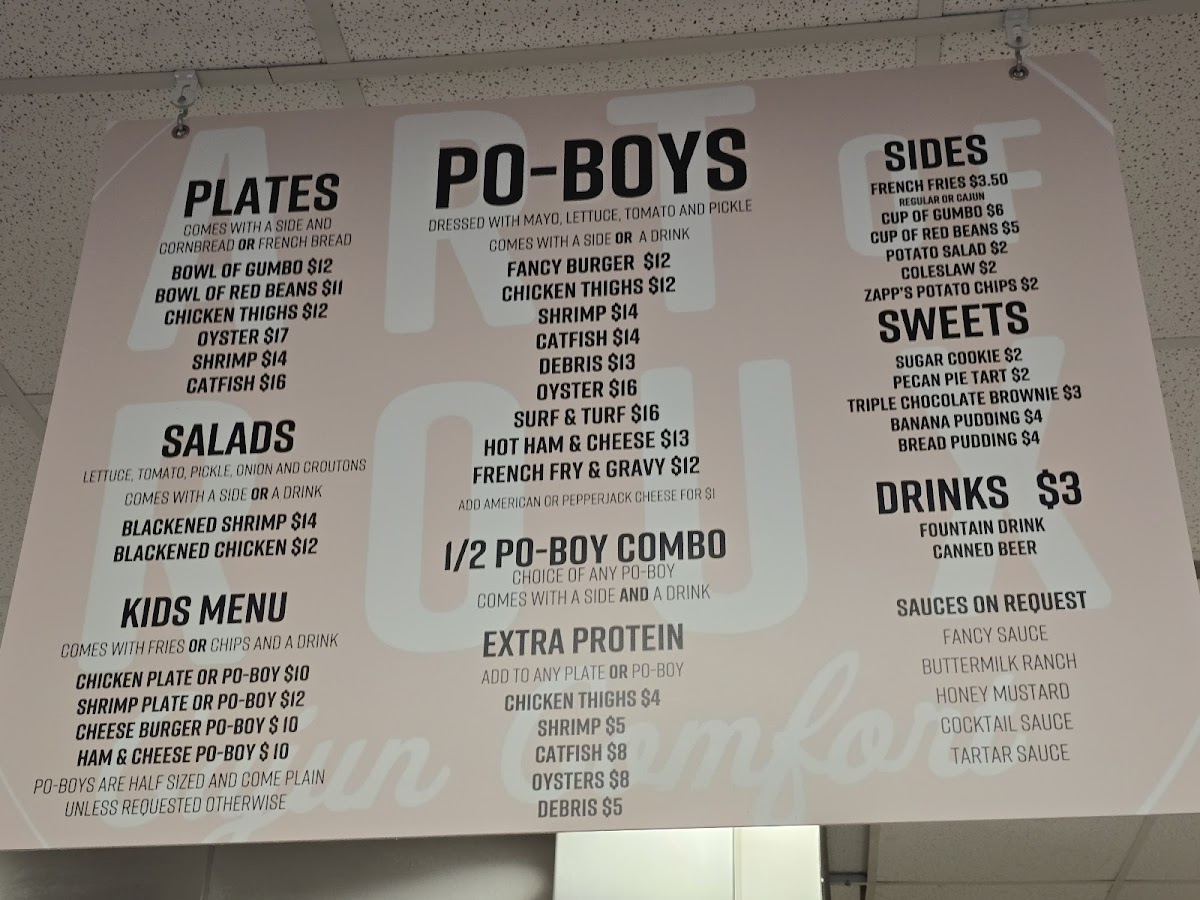 ART OF
ROUX
Cajun Comfort
PLATES
COMES WITH A SIDE AND
CORNBREAD OR FRENCH BREAD
BOWL OF GUMBO $12
BOWL OF RED BEANS $11
CHICKEN THIGHS $12
OYSTER $17
SHRIMP $14
CATFISH $16
SALADS
LETTUCE, TOMATO, PICKLE, ONION AND CROUTONS
COMES WITH A SIDE OR A DRINK
BLACKENED SHRIMP $14
BLACKENED CHICKEN $12
KIDS MENU
COMES WITH FRIES OR CHIPS AND A DRINK
CHICKEN PLATE OR PO-BOY $10
SHRIMP PLATE OR PO-BOY $12
CHEESE BURGER PO-BOY $ 10
HAM & CHEESE PO-BOY $ 10
PO-BOYS ARE HALF SIZED AND COME PLAIN
UNLESS REQUESTED OTHERWISE
PO-BOYS
DRESSED WITH MAYO, LETTUCE, TOMATO AND PICKLE
COMES WITH A SIDE OR A DRINK
FANCY BURGER $12
CHICKEN THIGHS $12
SHRIMP $14
CATFISH $14
DEBRIS $13
OYSTER $16
SURF & TURF $16
HOT HAM & CHEESE $13
FRENCH FRY & GRAVY $12
ADD AMERICAN OR PEPPERJACK CHEESE FOR $1
1/2 PO-BOY COMBO
CHOICE OF ANY PO-BOY
COMES WITH A SIDE AND A DRINK
EXTRA PROTEIN
ADD TO ANY PLATE OR PO-BOY
CHICKEN THIGHS $4
SHRIMP $5
CATFISH $8
OYSTERS $8
DEBRIS $5
SIDES
FRENCH FRIES $3.50
REGULAR OR CAJUN
CUP OF GUMBO $6
CUP OF RED BEANS $5
POTATO SALAD $2
COLESLAW $2
ZAPP'S POTATO CHIPS $2
SWEETS
SUGAR COOKIE $2
PECAN PIE TART $2
TRIPLE CHOCOLATE BROWNIE $3
BANANA PUDDING $4
BREAD PUDDING $4
DRINKS $3
FOUNTAIN DRINK
CANNED BEER
SAUCES ON REQUEST
FANCY SAUCE
BUTTERMILK RANCH
HONEY MUSTARD
COCKTAIL SAUCE
TARTAR SAUCE